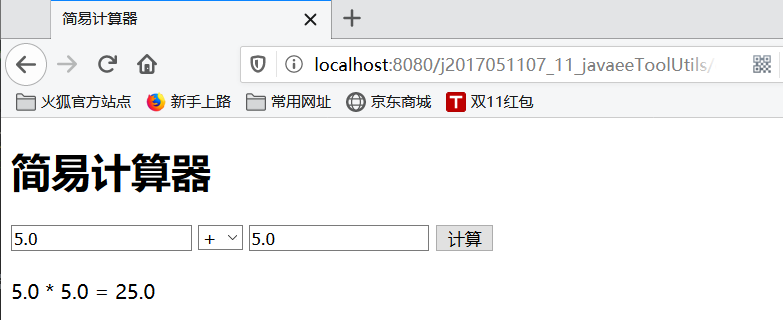 简易计算器
localhost:8080/j2017051107_11_javaeeToolUtils/
火狐官方站点 新手上路 常用网址 京东商城 T 双11红包
简易计算器
5.0 + 5.0 计算
5.0 * 5.0 = 25.0